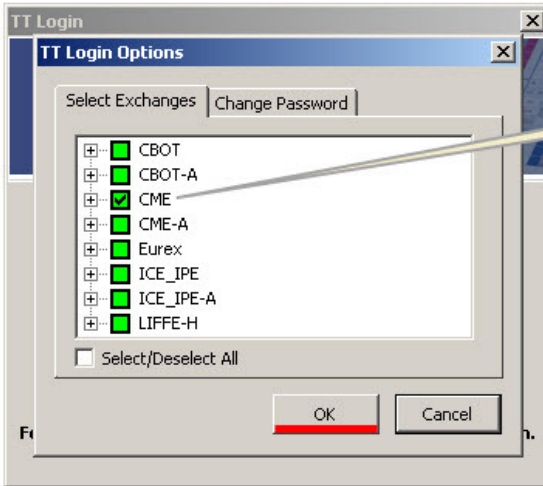 TT Login
TT Login Options
Select Exchanges Change Password
CBOT
CBOT-A
CME
CME-A
Eurex
ICE_IPE
ICE_IPE-A
LIFFE-H
Select/Deselect All
OK Cancel